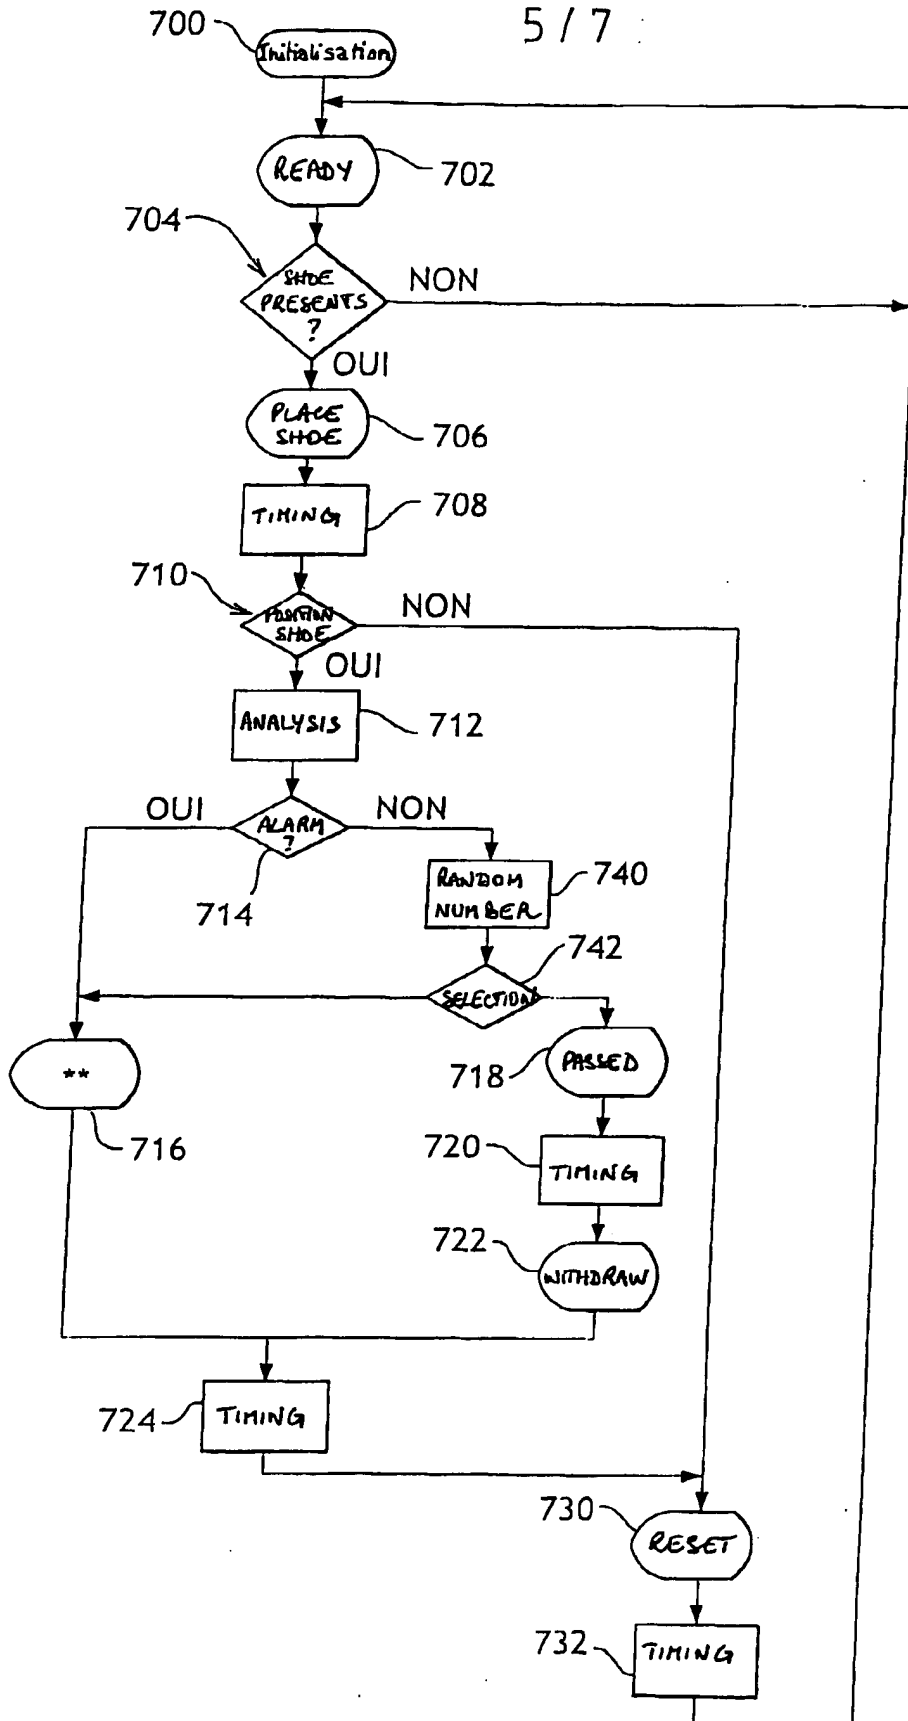 5 / 7
700
Initialisation
READY
702
704
SHOE
PRESENTS
?
NON
OUI
PLACE
SHOE
706
TIMING
708
710
POSITION
SHOE
NON
OUI
ANALYSIS
712
OUI
ALARM
?
NON
714
RANDOM
NUMBER
740
742
SELECTION
**
716
718
PASSED
720
TIMING
722
WITHDRAW
724
TIMING
730
RESET
732
TIMING